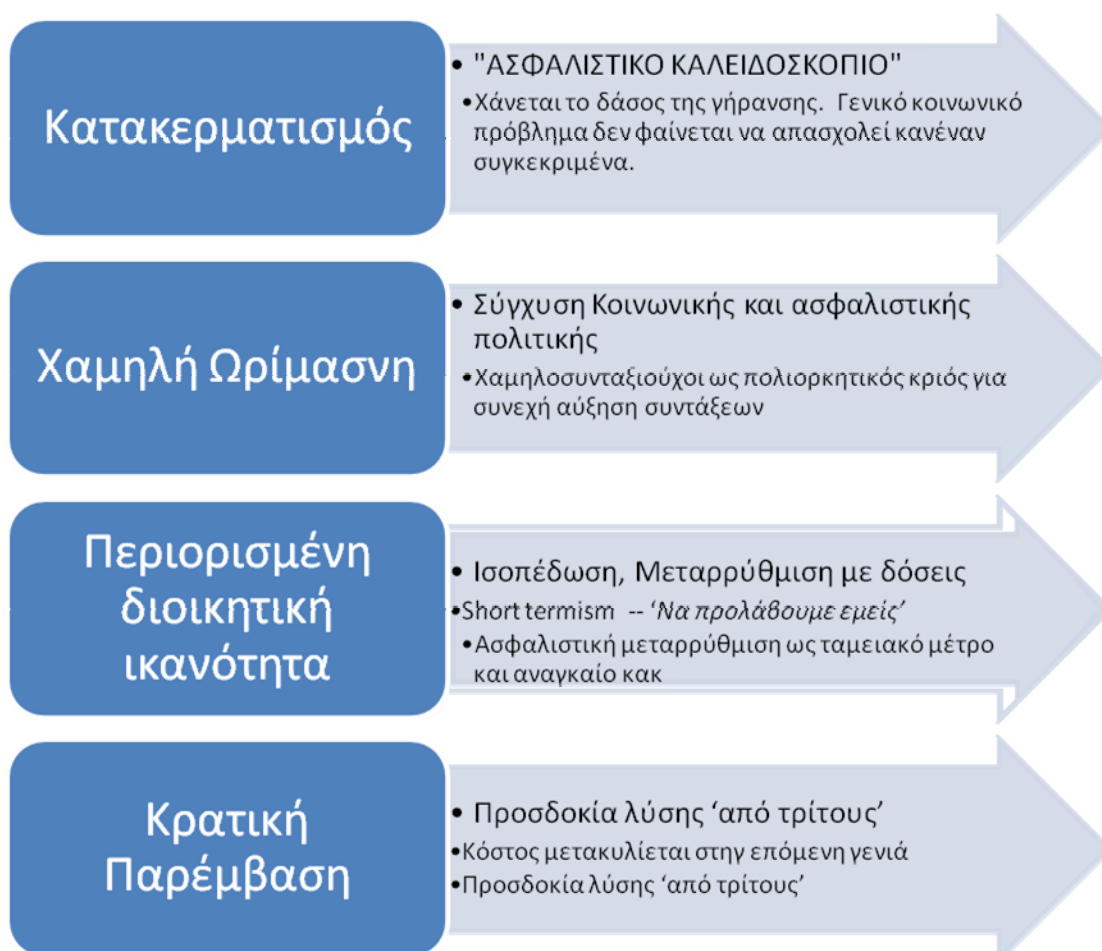 Κατακερματισμός
• "ΑΣΦΑΛΙΣΤΙΚΟ ΚΑΛΕΙΔΟΣΚΟΠΙΟ"
•Χάνεται το δάσος της γήρανσης. Γενικό κοινωνικό
πρόβλημα δεν φαίνεται να απασχολεί κανέναν
συγκεκριμένα.
Χαμηλή Ωρίμασνη
• Σύγχυση Κοινωνικής και ασφαλιστικής
πολιτικής
•Χαμηλοσυνταξιούχοι ως πολιορκητικός κριός για
συνεχή αύξηση συντάξεων
Περιορισμένη
διοικητική
ικανότητα
• Ισοπέδωση, Μεταρρύθμιση με δόσεις
•Short termism -- ‘Να προλάβουμε εμείς’
•Ασφαλιστική μεταρρύθμιση ως ταμειακό μέτρο
και αναγκαίο κακ
Κρατική
Παρέμβαση
• Προσδοκία λύσης ‘από τρίτους’
•Κόστος μετακυλίεται στηγ επόμενη γενιά
•Προσδοκία λύσης ‘από τρίτους’